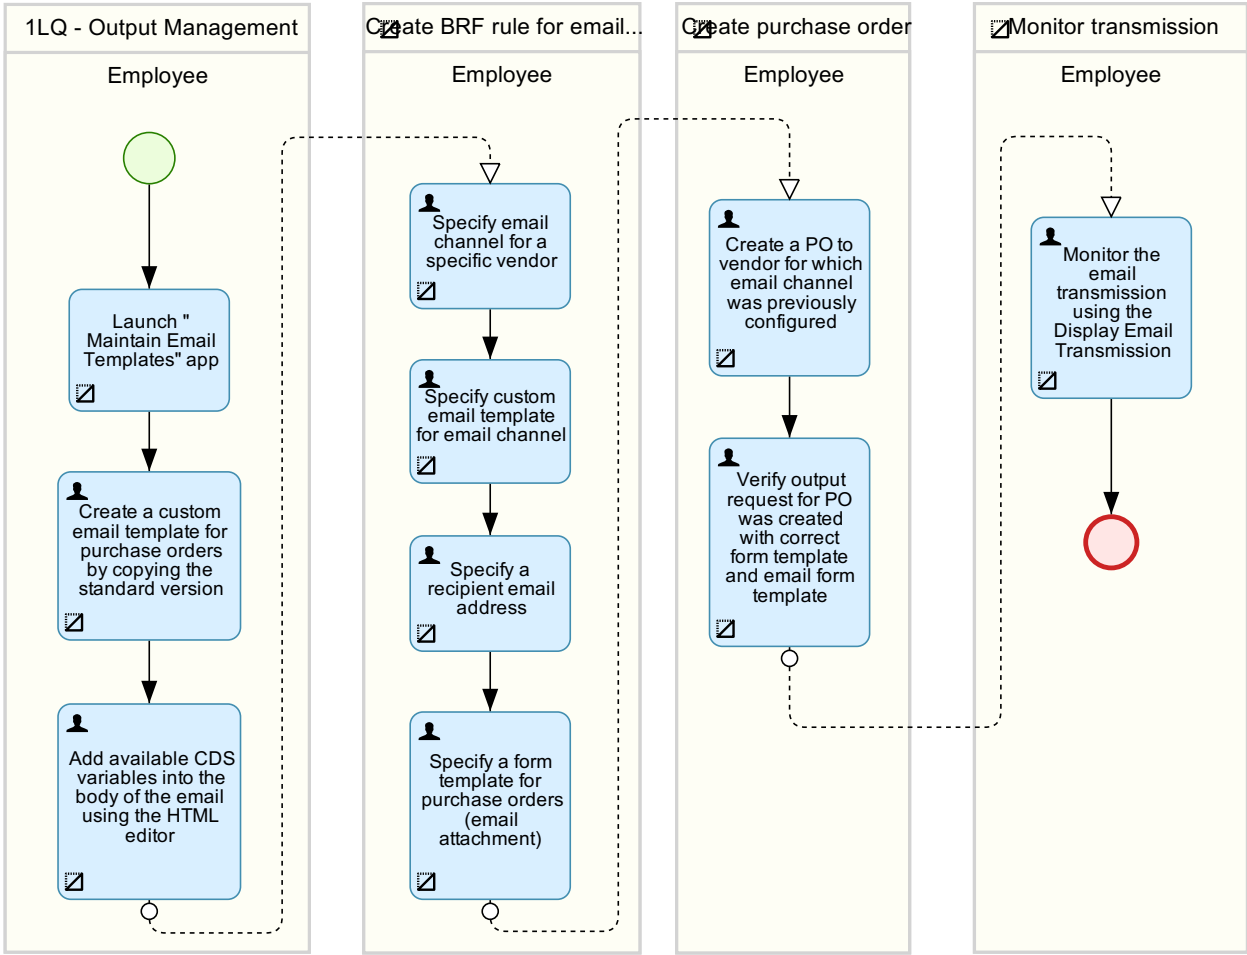 1LQ - Output Management
Employee
Launch "
Maintain Email
Templates" app
Create a custom
email template for
purchase orders
by copying the
standard version
Add available CDS
variables into the
body of the email
using the HTML
editor
Create BRF rule for email...
Employee
Specify email
channel for a
specific vendor
Specify custom
email template
for email channel
Specify a
recipient email
address
Specify a form
template for
purchase orders
(email
attachment)
Create purchase order
Employee
Create a PO to
vendor for which
email channel
was previously
configured
Verify output
request for PO
was created
with correct
form template
and email form
template
Monitor transmission
Employee
Monitor the
email
transmission
using the
Display Email
Transmission